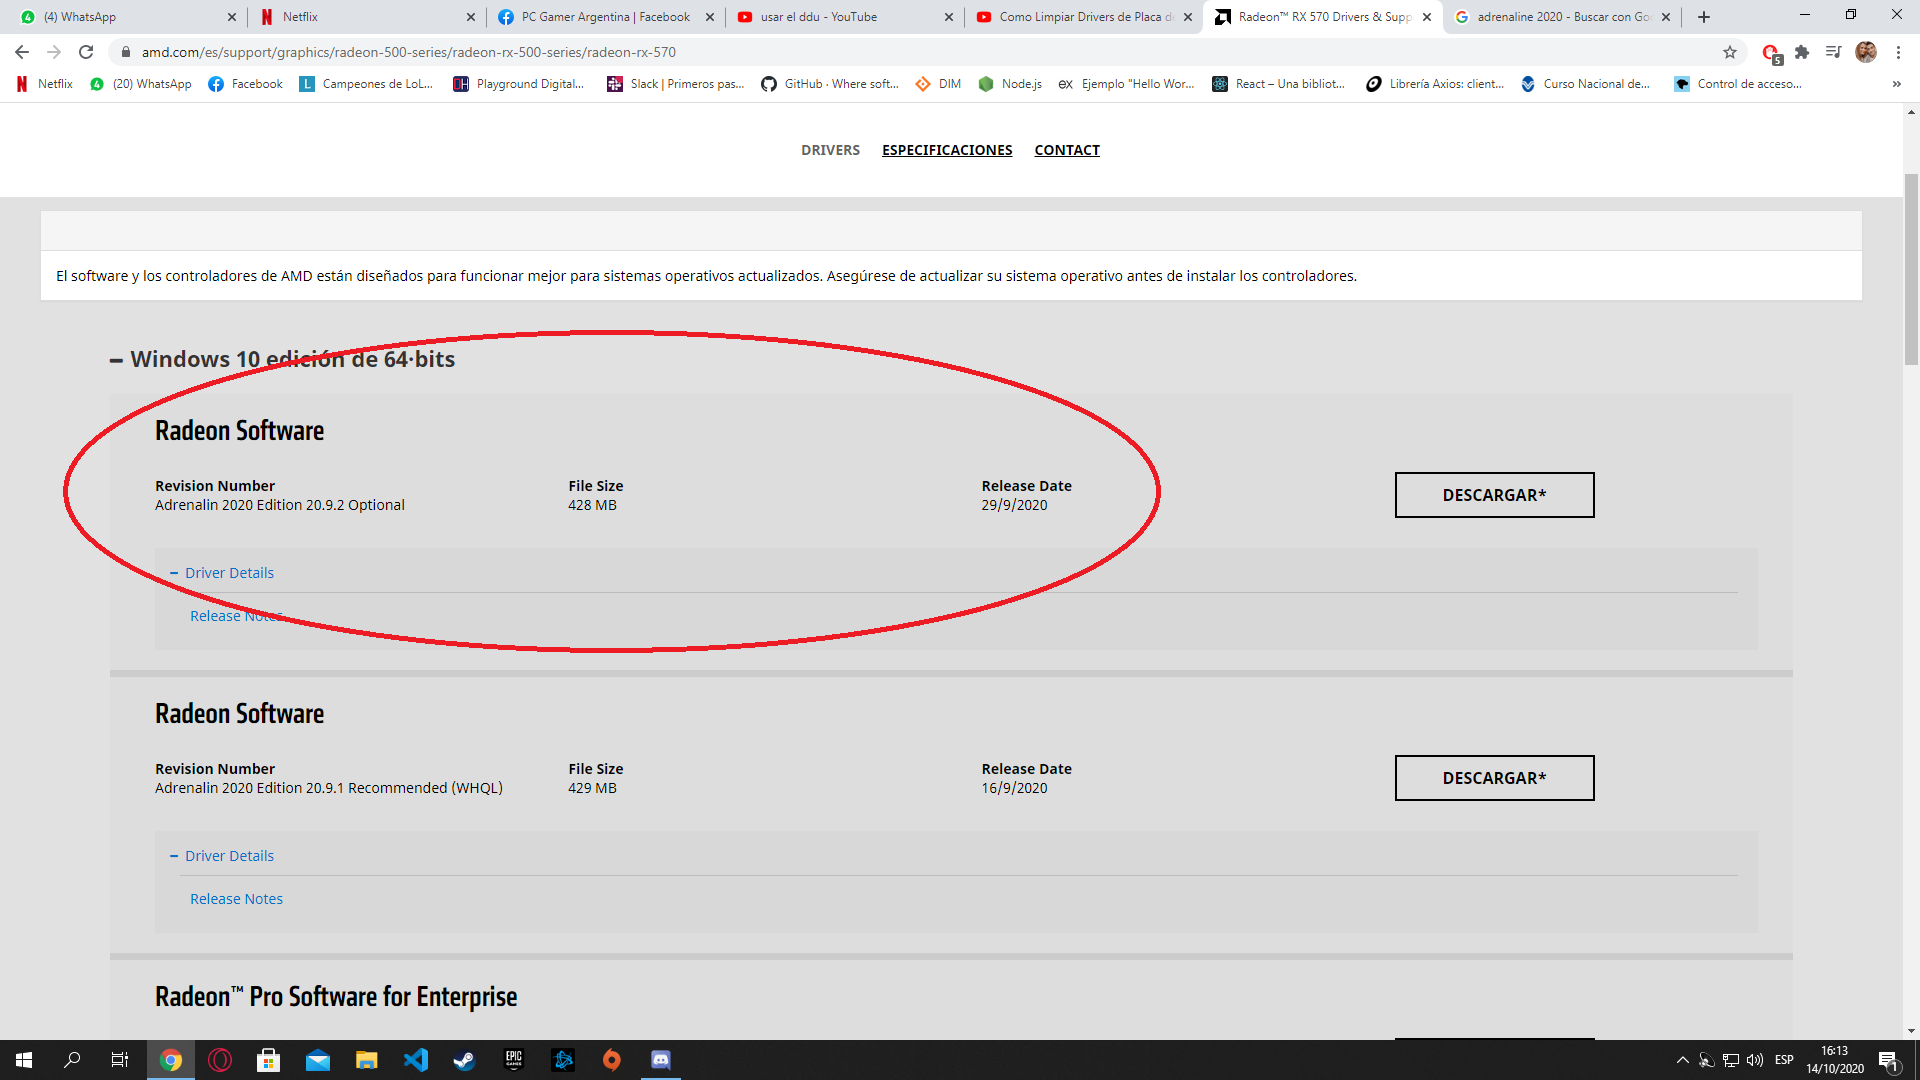 (4) WhatsApp
Netflix
PC Gamer Argentina | Facebook
usar el ddu - YouTube
Como Limpiar Drivers de Placa d
Radeon™ RX 570 Drivers & Supp
adrenaline 2020 - Buscar con Go
amd.com/es/support/graphics/radeon-500-series/radeon-rx-500-series/radeon-rx-570
5
Netflix
(20) WhatsApp
Facebook
Campeones de LoL...
Playground Digital...
Slack | Primeros pas...
GitHub · Where soft...
DIM
Node.js
ex Ejemplo "Hello Wor...
React – Una bibliot...
Librería Axios: client...
Curso Nacional de...
Control de acceso...
»
DRIVERS ESPECIFICACIONES CONTACT
El software y los controladores de AMD están diseñados para funcionar mejor para sistemas operativos actualizados. Asegúrese de actualizar su sistema operativo antes de instalar los controladores.
– Windows 10 edición de 64·bits
Radeon Software
Revision Number File Size Release Date
Adrenalin 2020 Edition 20.9.2 Optional 428 MB 29/9/2020
DESCARGAR*
– Driver Details
Release Notes
Radeon Software
Revision Number File Size Release Date
Adrenalin 2020 Edition 20.9.1 Recommended (WHQL) 429 MB 16/9/2020
DESCARGAR*
– Driver Details
Release Notes
Radeon™ Pro Software for Enterprise
EPIC
GAMES
ESP
16:13
14/10/2020
1